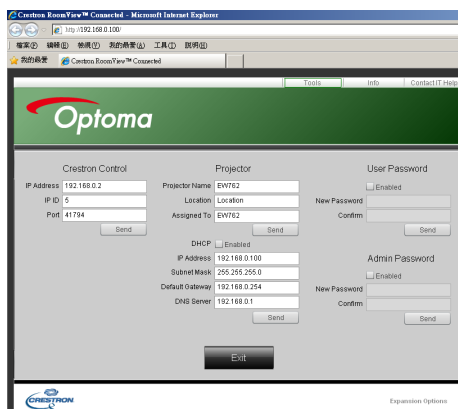 Crestron RoomView™ Connected - Microsoft Internet Explorer
http://192.168.0.100/
檔案(F) 編輯(E) 檢視(V) 我的最愛(A) 工具(T) 說明(H)
我的最愛 Crestron RoomView™ Connected
Tools Info Contact IT Help
Optoma
Crestron Control Projector User Password
IP Address 192.168.0.2 Projector Name EW762 Enabled
IP ID 5 Location Location New Password
Port 41794 Assigned To EW762 Confirm
Send Send Send
DHCP Enabled
IP Address 192.168.0.100 Admin Password
Subnet Mask 255.255.255.0 Enabled
Default Gateway 192.168.0.254 New Password
DNS Server 192.168.0.1 Confirm
Send Send
Exit
CRESTRON Expansion Options